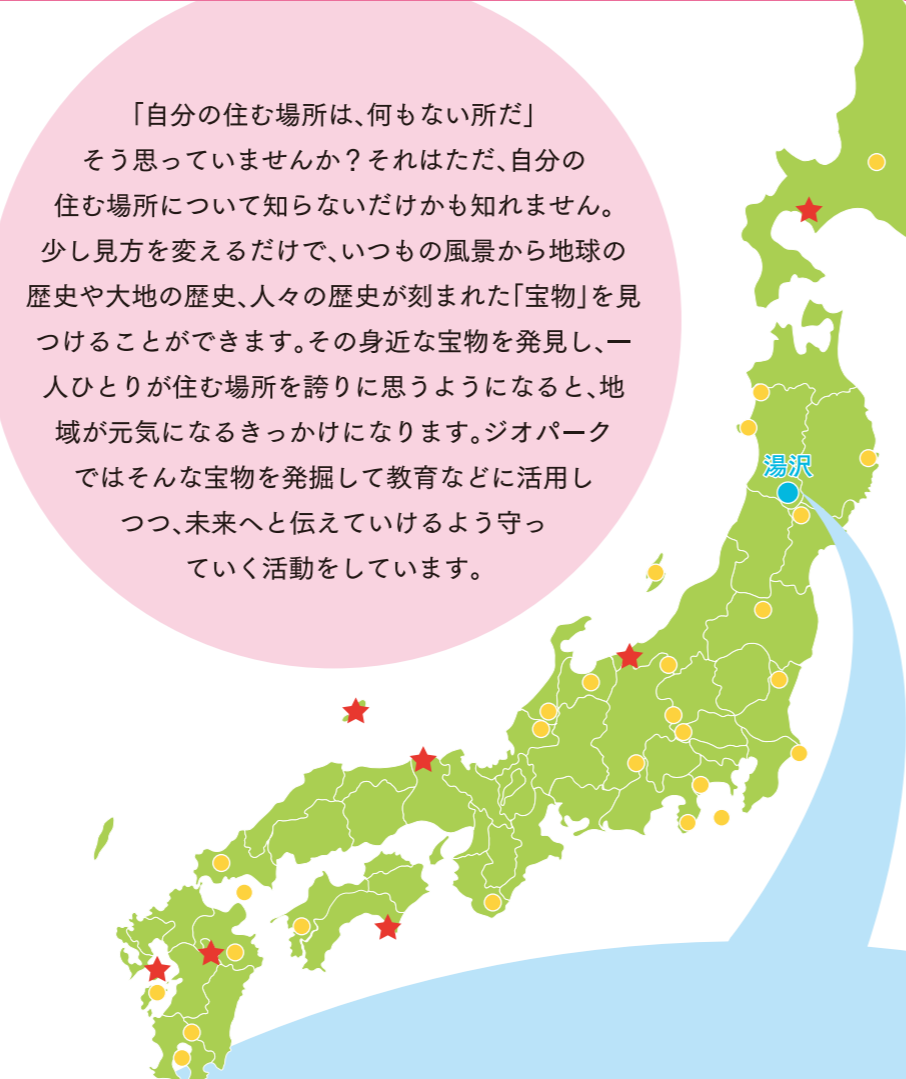 「自分の住む場所は、何もない所だ」
そう思っていませんか？それはただ、自分の
住む場所について知らないだけかも知れません。
少し見方を変えるだけで、いつもの風景から地球の
歴史や大地の歴史、人々の歴史が刻まれた「宝物」を見
つけることができます。その身近な宝物を発見し、一
人ひとりが住む場所を誇りに思うようになると、地
域が元気になるきっかけになります。ジオパーク
ではそんな宝物を発掘して教育などに活用し
つつ、未来へと伝えていけるよう守っ
ていく活動をしています。
湯沢